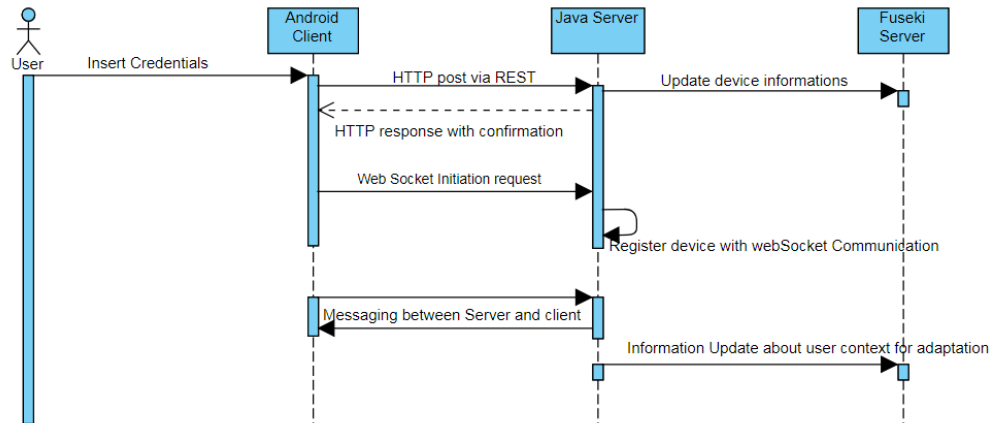 Android
Client
Java Server
Fuseki
Server
User
Insert Credentials
HTTP post via REST
Update device informations
HTTP response with confirmation
Web Socket Initiation request
Register device with webSocket Communication
Messaging between Server and client
Information Update about user context for adaptation